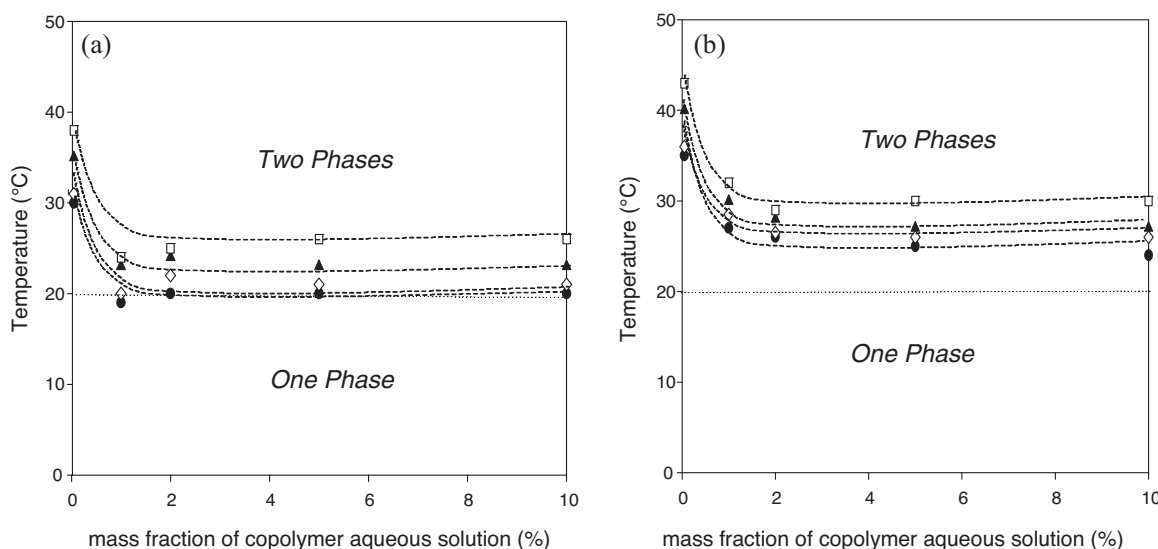 (a)
50
40
30
20
10
0
Temperature (°C)
Two Phases
One Phase
0 2 4 6 8 10
mass fraction of copolymer aqueous solution (%)
(b)
50
40
30
20
10
0
Temperature (°C)
Two Phases
One Phase
0 2 4 6 8 10
mass fraction of copolymer aqueous solution (%)